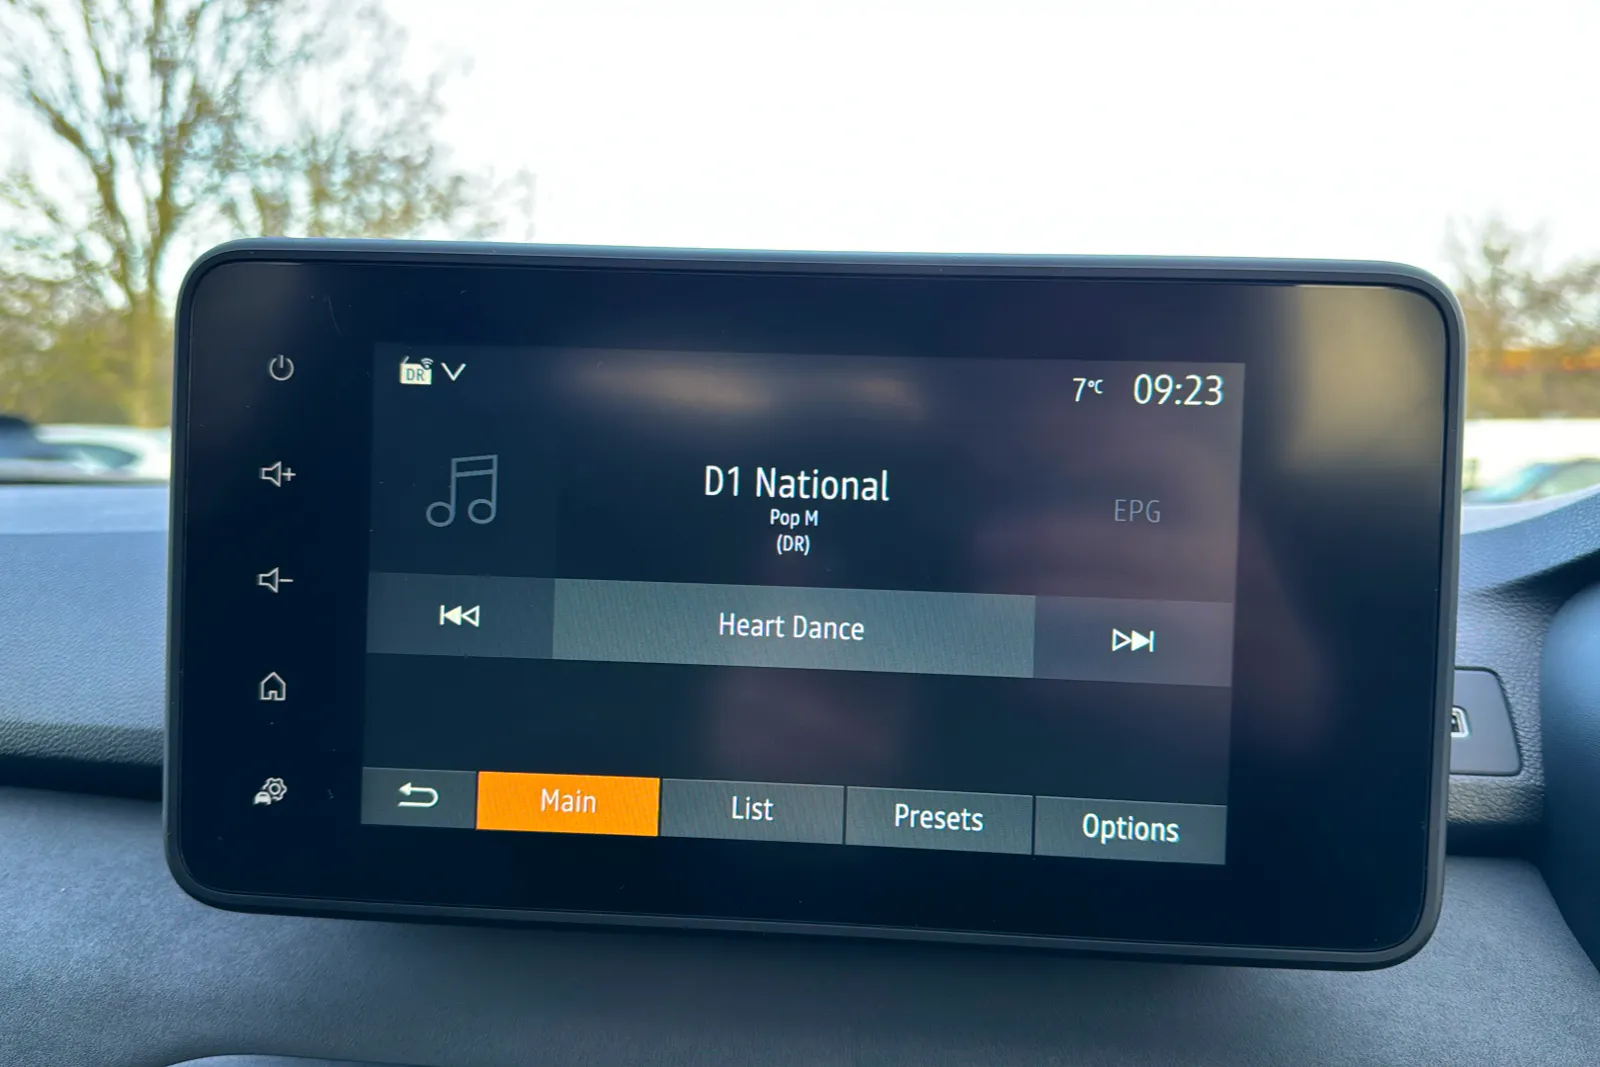 DR
7°C 09:23
D1 National
Pop M
(DR)
EPG
Heart Dance
Main List Presets Options